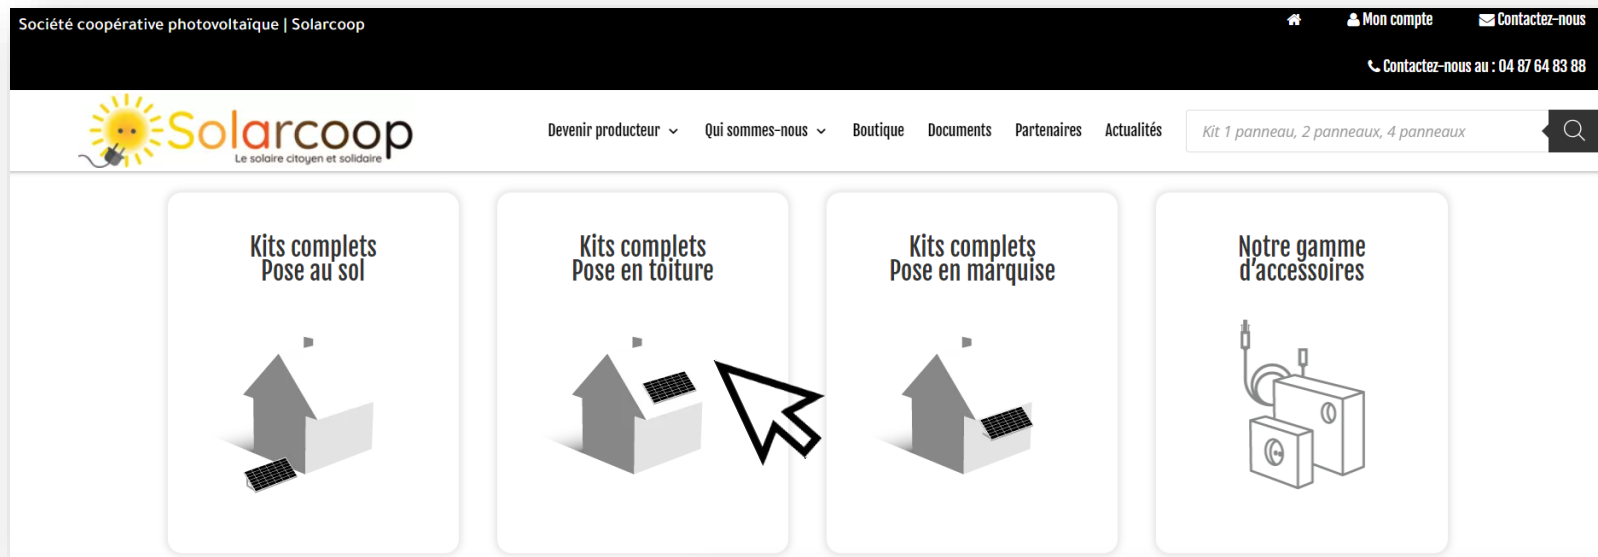 Société coopérative photovoltaïque | Solarcoop
Mon compte
Contactez-nous
Contactez-nous au : 04 87 64 83 88
Solarcoop
Le solaire citoyen et solidaire
Devenir producteur
Qui sommes-nous
Boutique
Documents
Partenaires
Actualités
Kit 1 panneau, 2 panneaux, 4 panneaux
Kits complets
Pose au sol
Kits complets
Pose en toiture
Kits complets
Pose en marquise
Notre gamme
d'accessoires